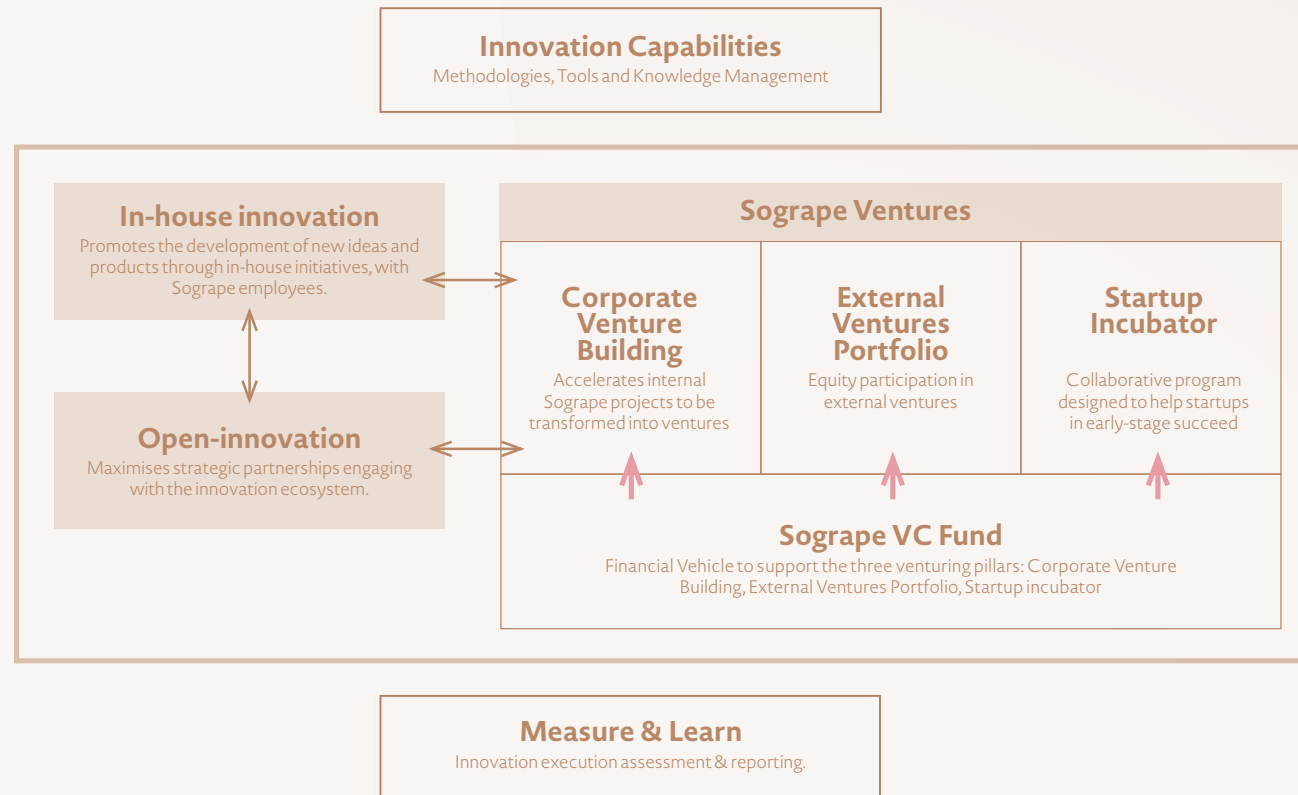 Innovation Capabilities
Methodologies, Tools and Knowledge Management
In-house innovation
Promotes the development of new ideas and
products through in-house initiatives, with
Sogrape employees.
Open-innovation
Maximises strategic partnerships engaging
with the innovation ecosystem.
Sogrape Ventures
Corporate
Venture
Building
Accelerates internal
Sogrape projects to be
transformed into ventures
External
Ventures
Portfolio
Equity participation in
external ventures
Startup
Incubator
Collaborative program
designed to help startups
in early-stage succeed
Sogrape VC Fund
Financial Vehicle to support the three venturing pillars: Corporate Venture
Building, External Ventures Portfolio, Startup incubator
Measure & Learn
Innovation execution assessment & reporting.